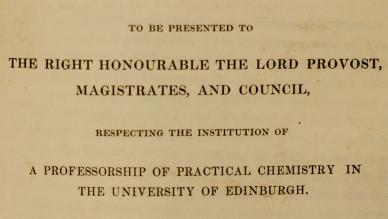 TO BE PRESENTED TO
THE RIGHT HONOURABLE THE LORD PROVOST,
MAGISTRATES, AND COUNCIL,
RESPECTING THE INSTITUTION OF
A PROFESSORSHIP OF PRACTICAL CHEMISTRY IN
THE UNIVERSITY OF EDINBURGH.